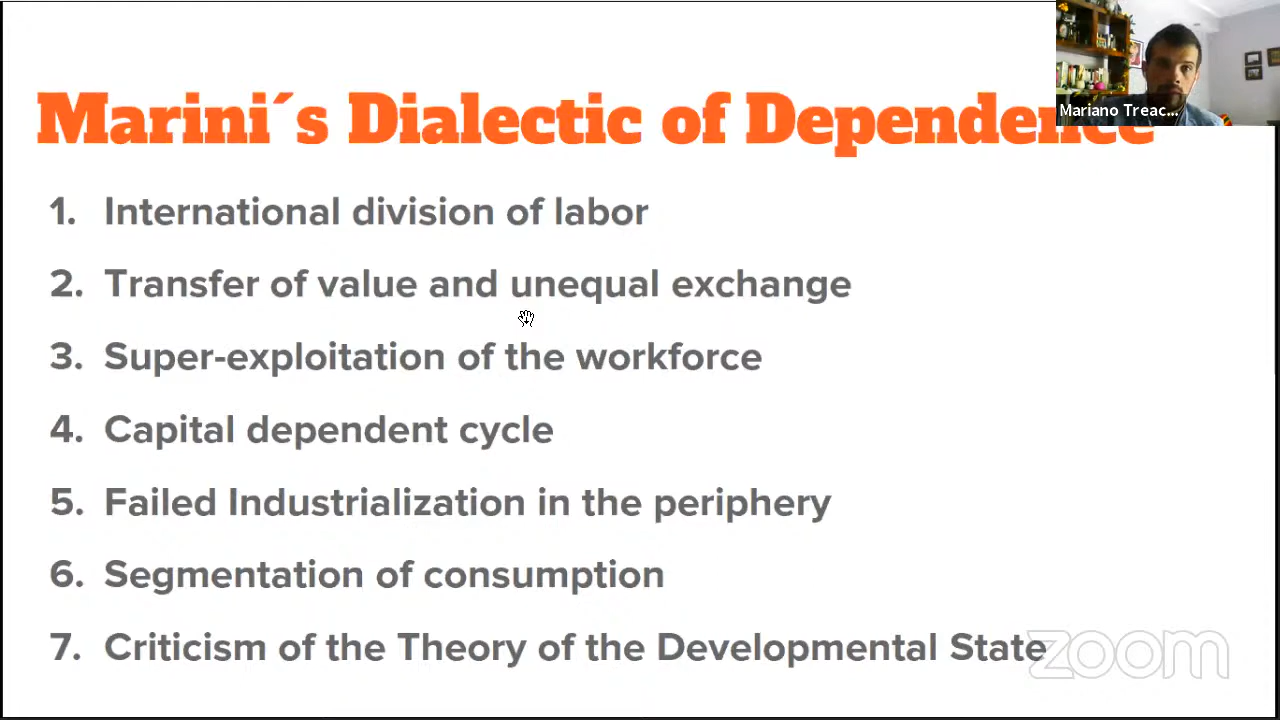 Marini´s Dialectic of Dependence
Mariano Treac...
1. International division of labor
2. Transfer of value and unequal exchange
3. Super-exploitation of the workforce
4. Capital dependent cycle
5. Failed Industrialization in the periphery
6. Segmentation of consumption
7. Criticism of the Theory of the Developmental State
zoom